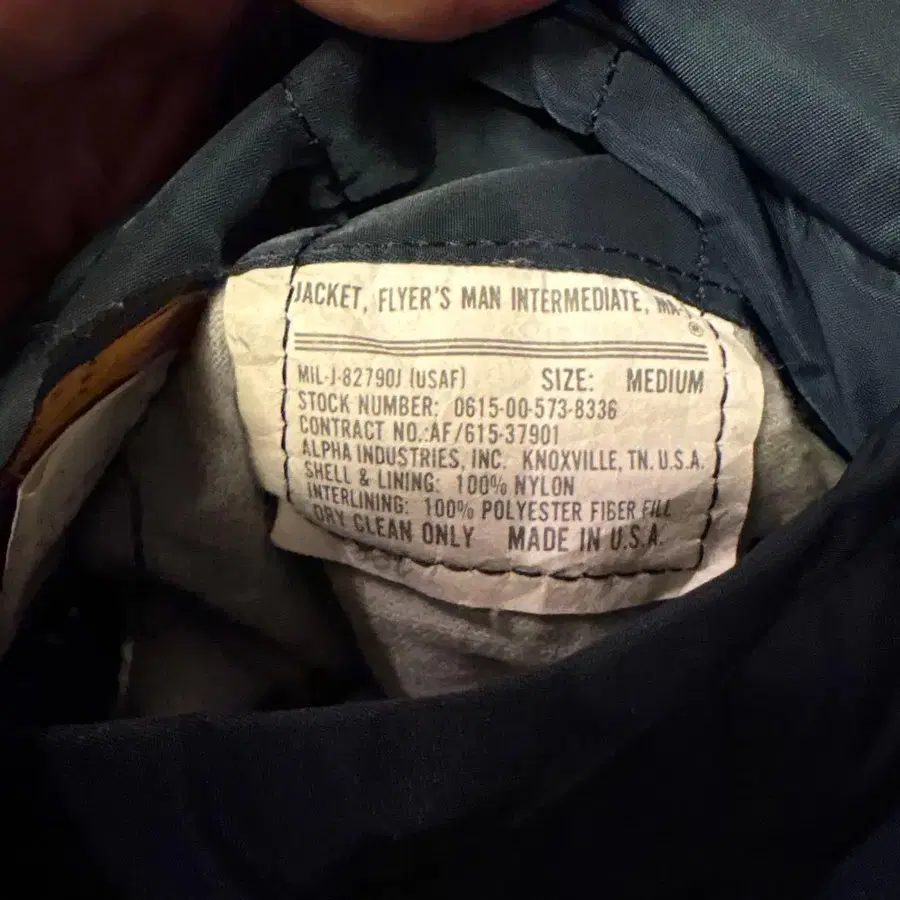 JACKET, FLYER'S MAN INTERMEDIATE, MA-1
®
MIL-J-82790J (USAF) SIZE: MEDIUM
STOCK NUMBER: 0615-00-573-8336
CONTRACT NO.:AF/615-37901
ALPHA INDUSTRIES, INC. KNOXVILLE, TN. U.S.A.
SHELL & LINING: 100% NYLON
INTERLINING: 100% POLYESTER FIBER FILL
DRY CLEAN ONLY MADE IN U.S.A.